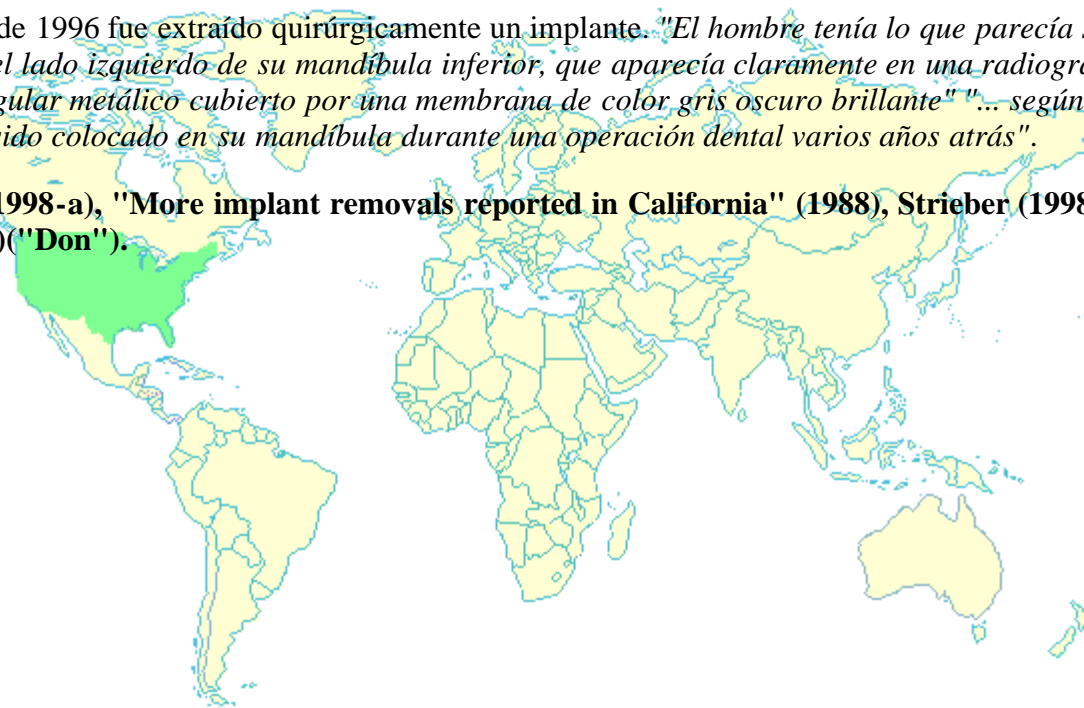 de 1996 fue extraído quirúrgicamente un implante. "El hombre tenía lo que parecía
el lado izquierdo de su mandíbula inferior, que aparecía claramente en una radiogra
gular metálico cubierto por una membrana de color gris oscuro brillante" "... según
ido colocado en su mandíbula durante una operación dental varios años atrás".
1998-a), "More implant removals reported in California" (1988), Strieber (1998
)("Don").